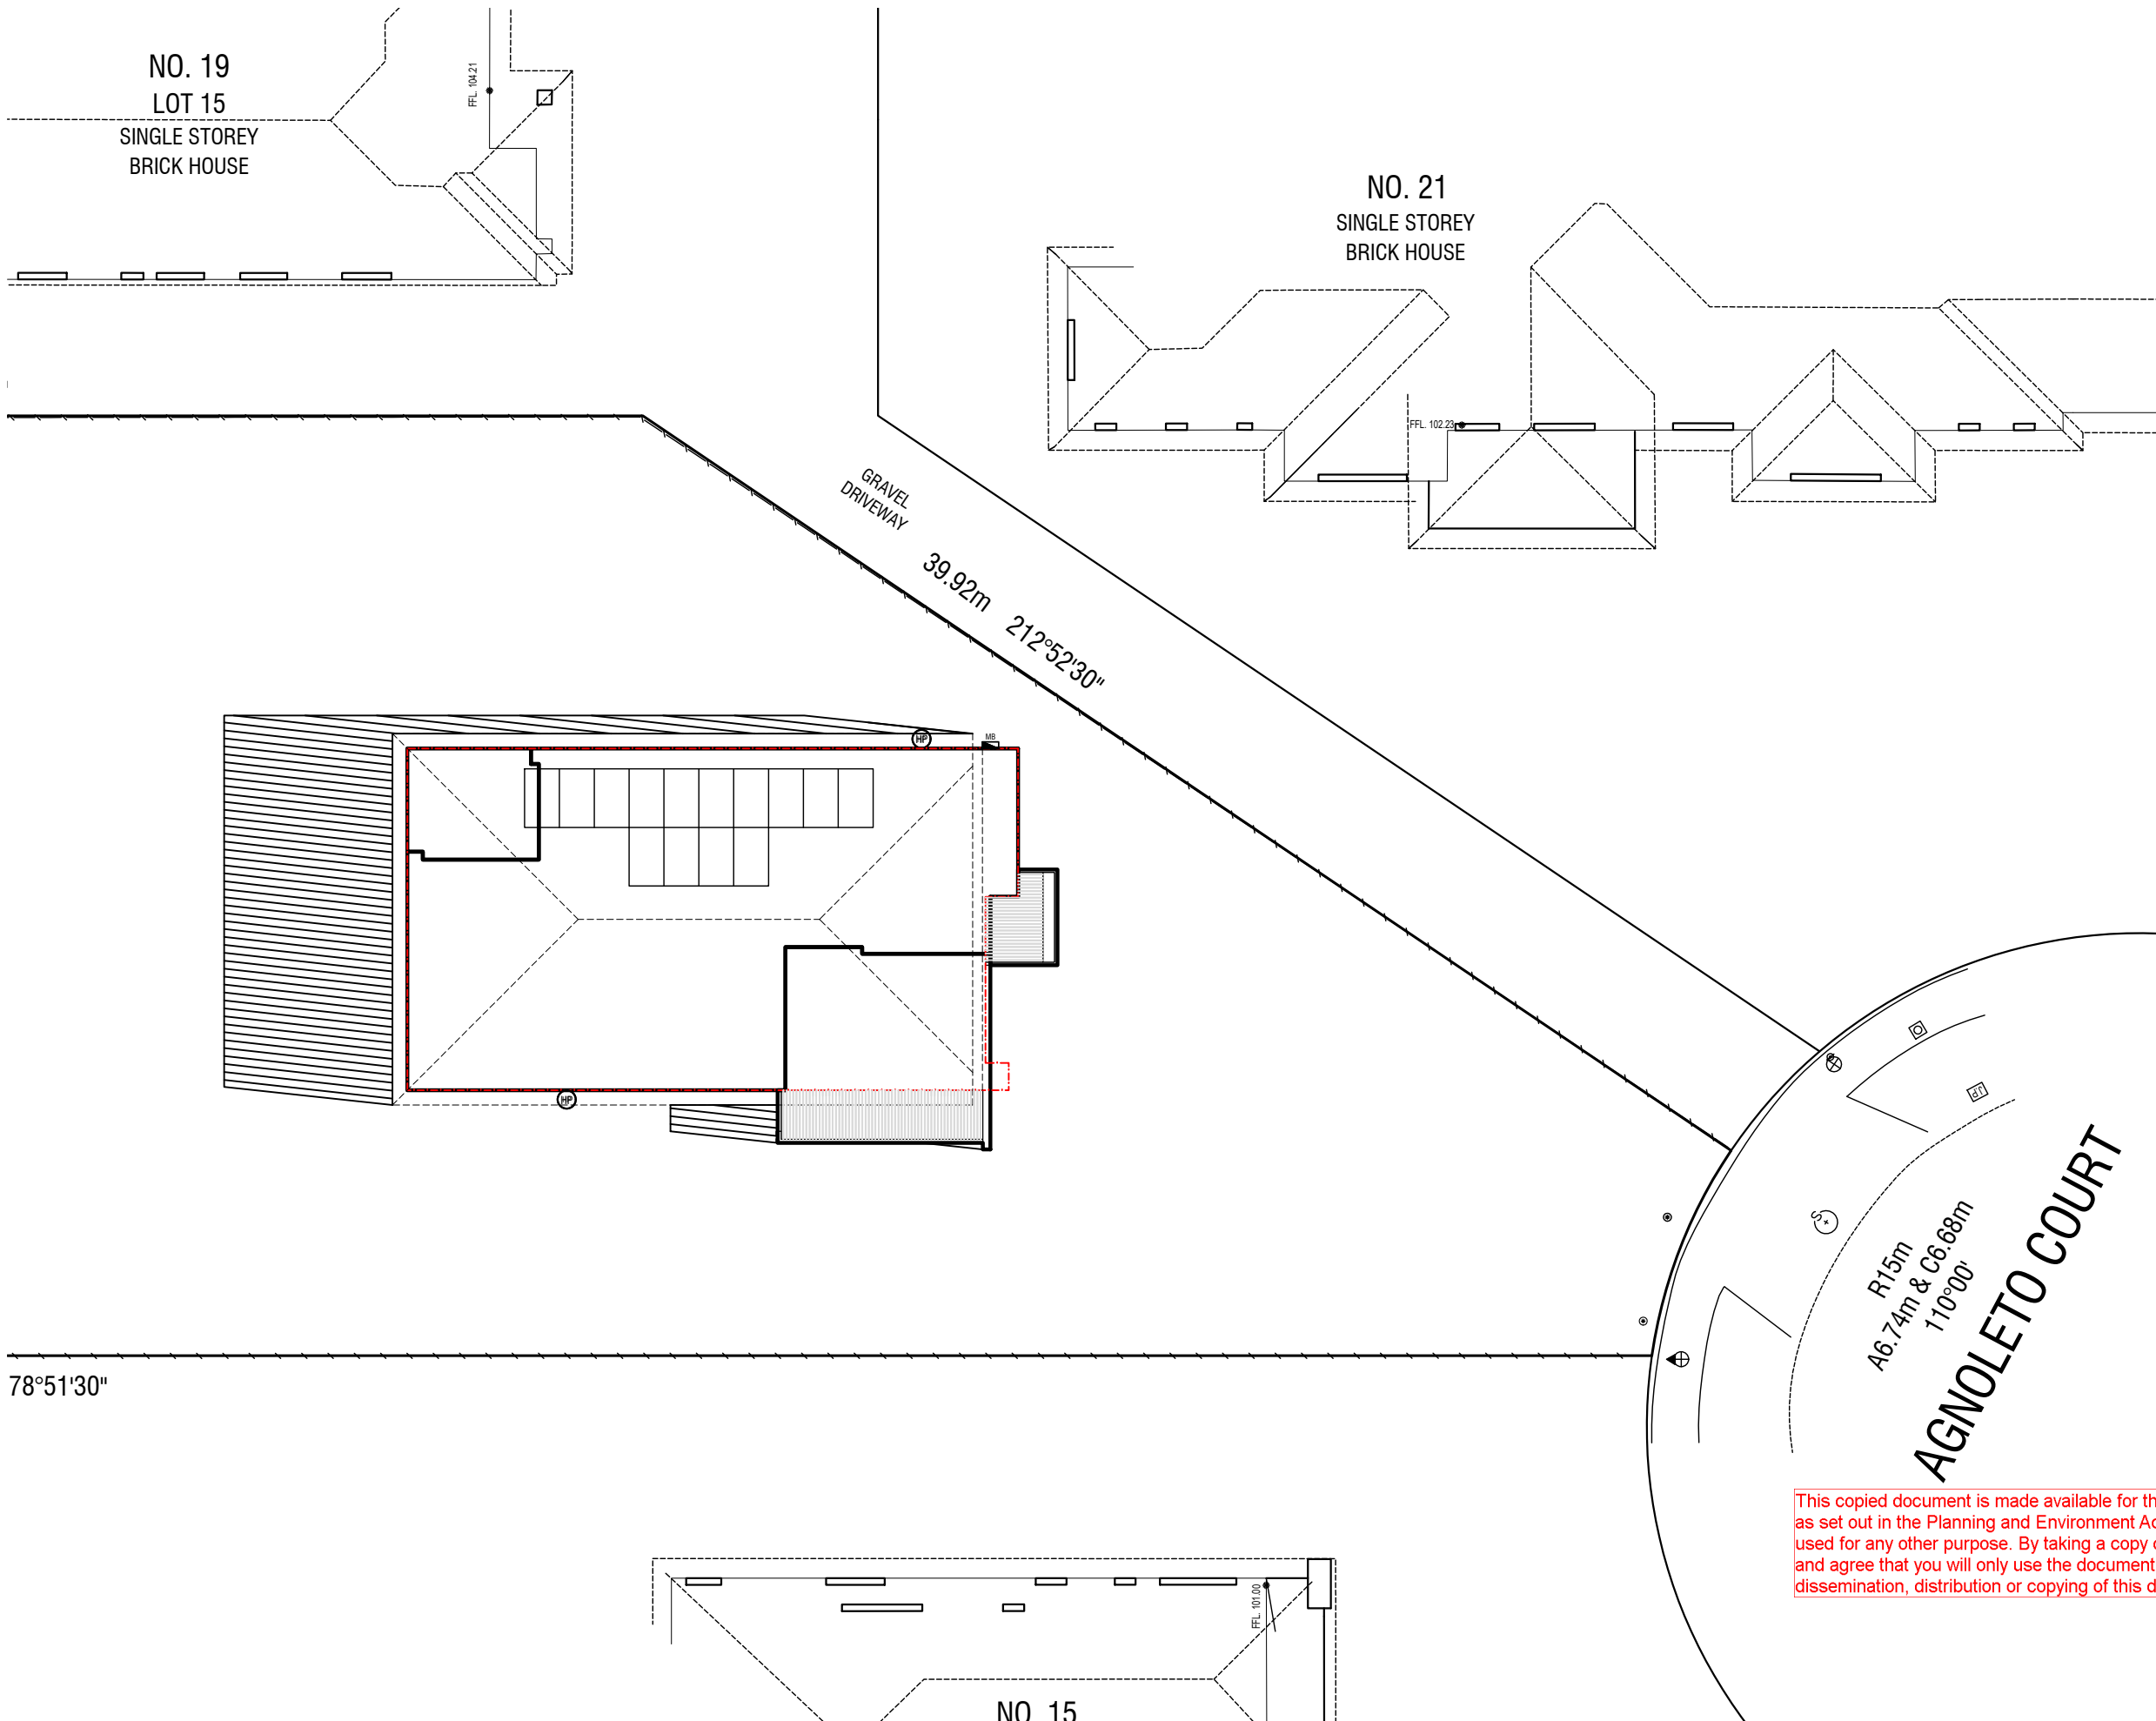 NO. 19
LOT 15
SINGLE STOREY
BRICK HOUSE
FFL. 104.21
NO. 21
SINGLE STOREY
BRICK HOUSE
FFL. 102.23
GRAVEL
DRIVEWAY
39.92m 212°52'30"
HP
MB
HP
S
J.P
R15m
A6.74m & C6.68m
110°00'
AGNOLETO COURT
78°51'30"
This copied document is made available for th
as set out in the Planning and Environment Ac
used for any other purpose. By taking a copy
and agree that you will only use the document
dissemination, distribution or copying of this d
FFL. 101.00
NO. 15